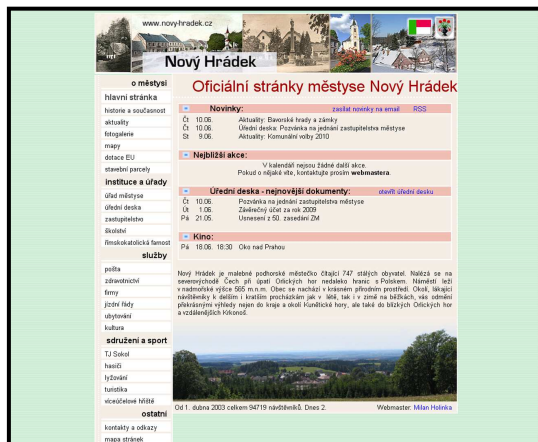 www.novy-hradek.cz
Nový Hrádek
o městysi
hlavní stránka
historie a současnost
aktuality
fotogalerie
mapy
dotace EU
stavební parcely
instituce a úřady
úřad městyse
úřední deska
zastupitelstvo
školství
římskokatolická farnost
služby
pošta
zdravotnictví
firmy
jízdní řády
ubytování
kultura
sdružení a sport
TJ Sokol
hasiči
lyžování
turistika
víceúčelové hřiště
ostatní
kontakty a odkazy
mapa stránek
Oficiální stránky městyse Nový Hrádek
Novinky: zasílat novinky na email RSS
Čt 10.06. Aktuality: Bavorské hrady a zámky
Čt 10.06. Úřední deska: Pozvánka na jednání zastupitelstva městyse
St 9.06. Aktuality: Komunální volby 2010
Nejbližší akce:
V kalendáři nejsou žádné další akce.
Pokud o nějaké víte, kontaktujte prosím webmastera.
Úřední deska - nejnovější dokumenty: otevřít úřední desku
Čt 10.06. Pozvánka na jednání zastupitelstva městyse
Út 1.06. Závěrečný účet za rok 2009
Pá 21.05. Usnesení z 50. zasedání ZM
Kino:
Pá 18.06. 18:30 Oko nad Prahou
Nový Hrádek je malebné podhorské městečko čítající 747 stálých obyvatel. Nalézá se na
severovýchodě Čech při úpatí Orlických hor nedaleko hranic s Polskem. Náměstí leží
v nadmořské výšce 565 m.n.m. Obec se nachází v krásném přírodním prostředí. Okolí, lákající
návštěvníky k delším i kratším procházkám jak v létě, tak i v zimě na běžkách, vás odmění
překrásnými výhledy nejen do kraje a okolí Kunětické hory, ale také do blízkých Orlických hor
a vzdálenějších Krkonoš.
Od 1. dubna 2003 celkem 94719 návštěvníků. Dnes 2. Webmaster: Milan Holinka